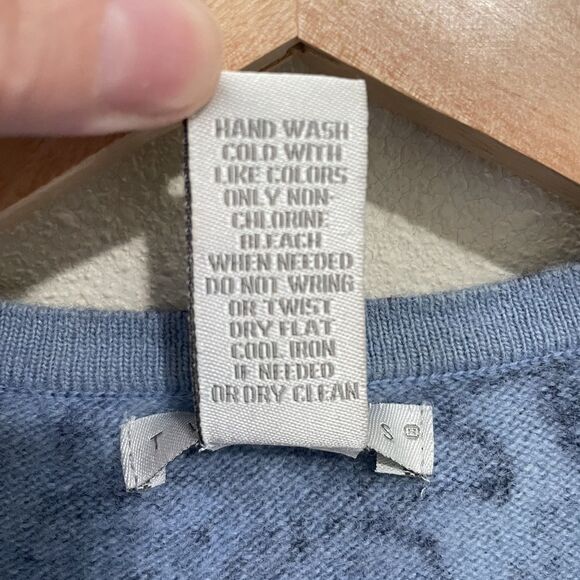 HAND WASH
COLD WITH
LIKE COLORS
ONLY NON-
CHLORINE
BLEACH
WHEN NEEDED
DO NOT WRING
OR TWIST
DRY FLAT
COOL IRON
IF NEEDED
OR DRY CLEAN